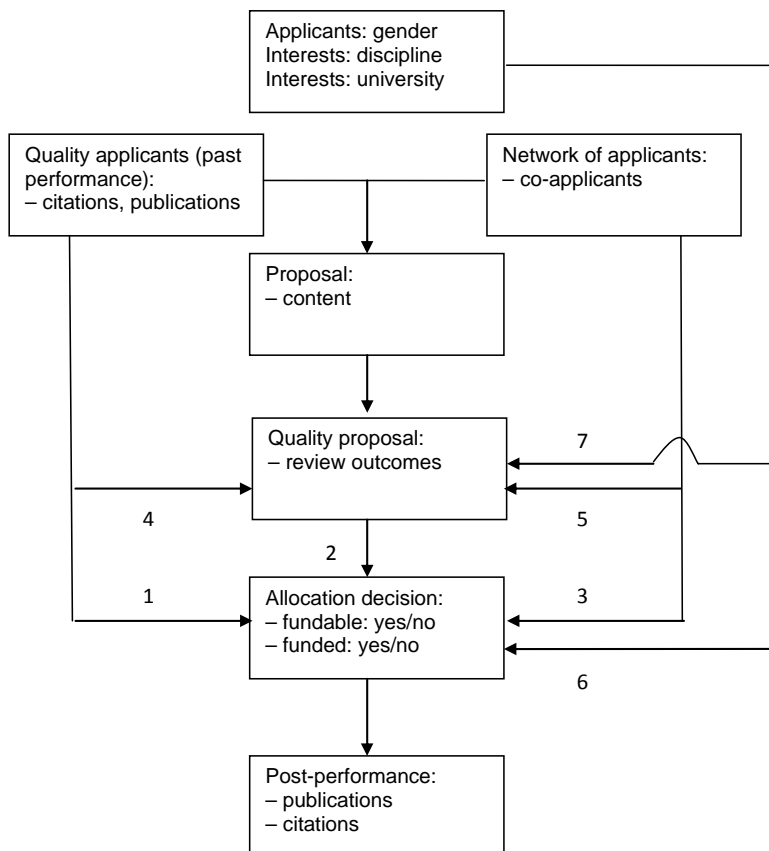 Applicants: gender
Interests: discipline
Interests: university
Quality applicants (past
performance):
– citations, publications
Network of applicants:
– co-applicants
Proposal:
– content
Quality proposal:
– review outcomes
7
4
5
2
1
Allocation decision:
– fundable: yes/no
– funded: yes/no
3
6
Post-performance:
– publications
– citations